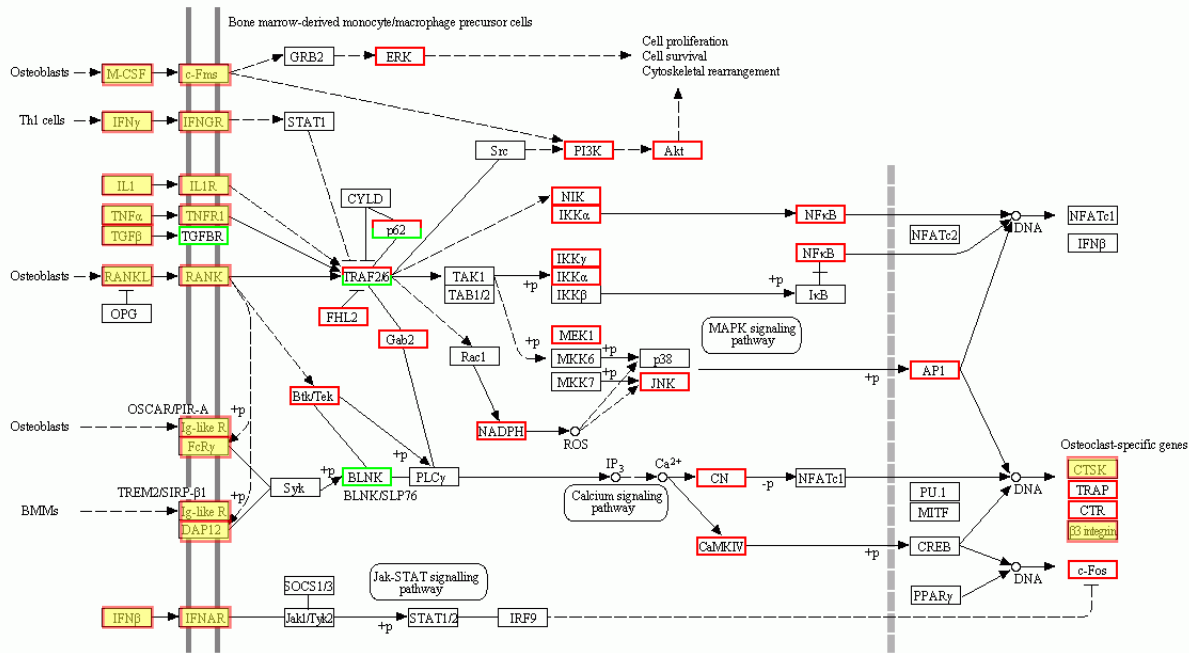 Bone marrow-derived monocyte/macrophage precursor cells
GRB2
ERK
Cell proliferation
Cell survival
Cytoskeletal rearrangement
Osteoblasts
M-CSF
c-Fms
Th1 cells
IFNγ
IFNGR
STAT1
Src
PI3K
Akt
IL1
IL1R
CYLD
NIK
IKKα
NFκB
DNA
NFATc1
TNFα
TNFR1
p62
TGFβ
TGFBR
NFATc2
IFNβ
NFκB
Osteoblasts
RANKL
RANK
TRAF2/6
TAK1
TAB1/2
+p
IKKγ
IKKα
IKKβ
+p
IκB
OPG
FHL2
Gab2
Rac1
+p
MEK1
MKK6
+p
p38
MKK7
+p
JNK
MAPK signaling
pathway
+p
AP1
Btk/Tek
OSCAR/PIR-A
+p
Osteoblasts
Ig-like R
FcRγ
NADPH
ROS
Osteoclast-specific genes
Syk
+p
BLNK
BLNK/SLP76
PLCγ
+p
IP3
Ca2+
Calcium signaling
pathway
CN
-p
NFATc1
DNA
CTSK
TRAP
CTR
β3 integrin
PU.1
MITF
TREM2/SIRP-β1
+p
BMMs
Ig-like R
DAP12
CaMKIV
+p
CREB
DNA
c-Fos
PPARγ
SOCS1/3
Jak-STAT signalling
pathway
IFNβ
IFNAR
Jak1/Tyk2
+p
STAT1/2
IRF9